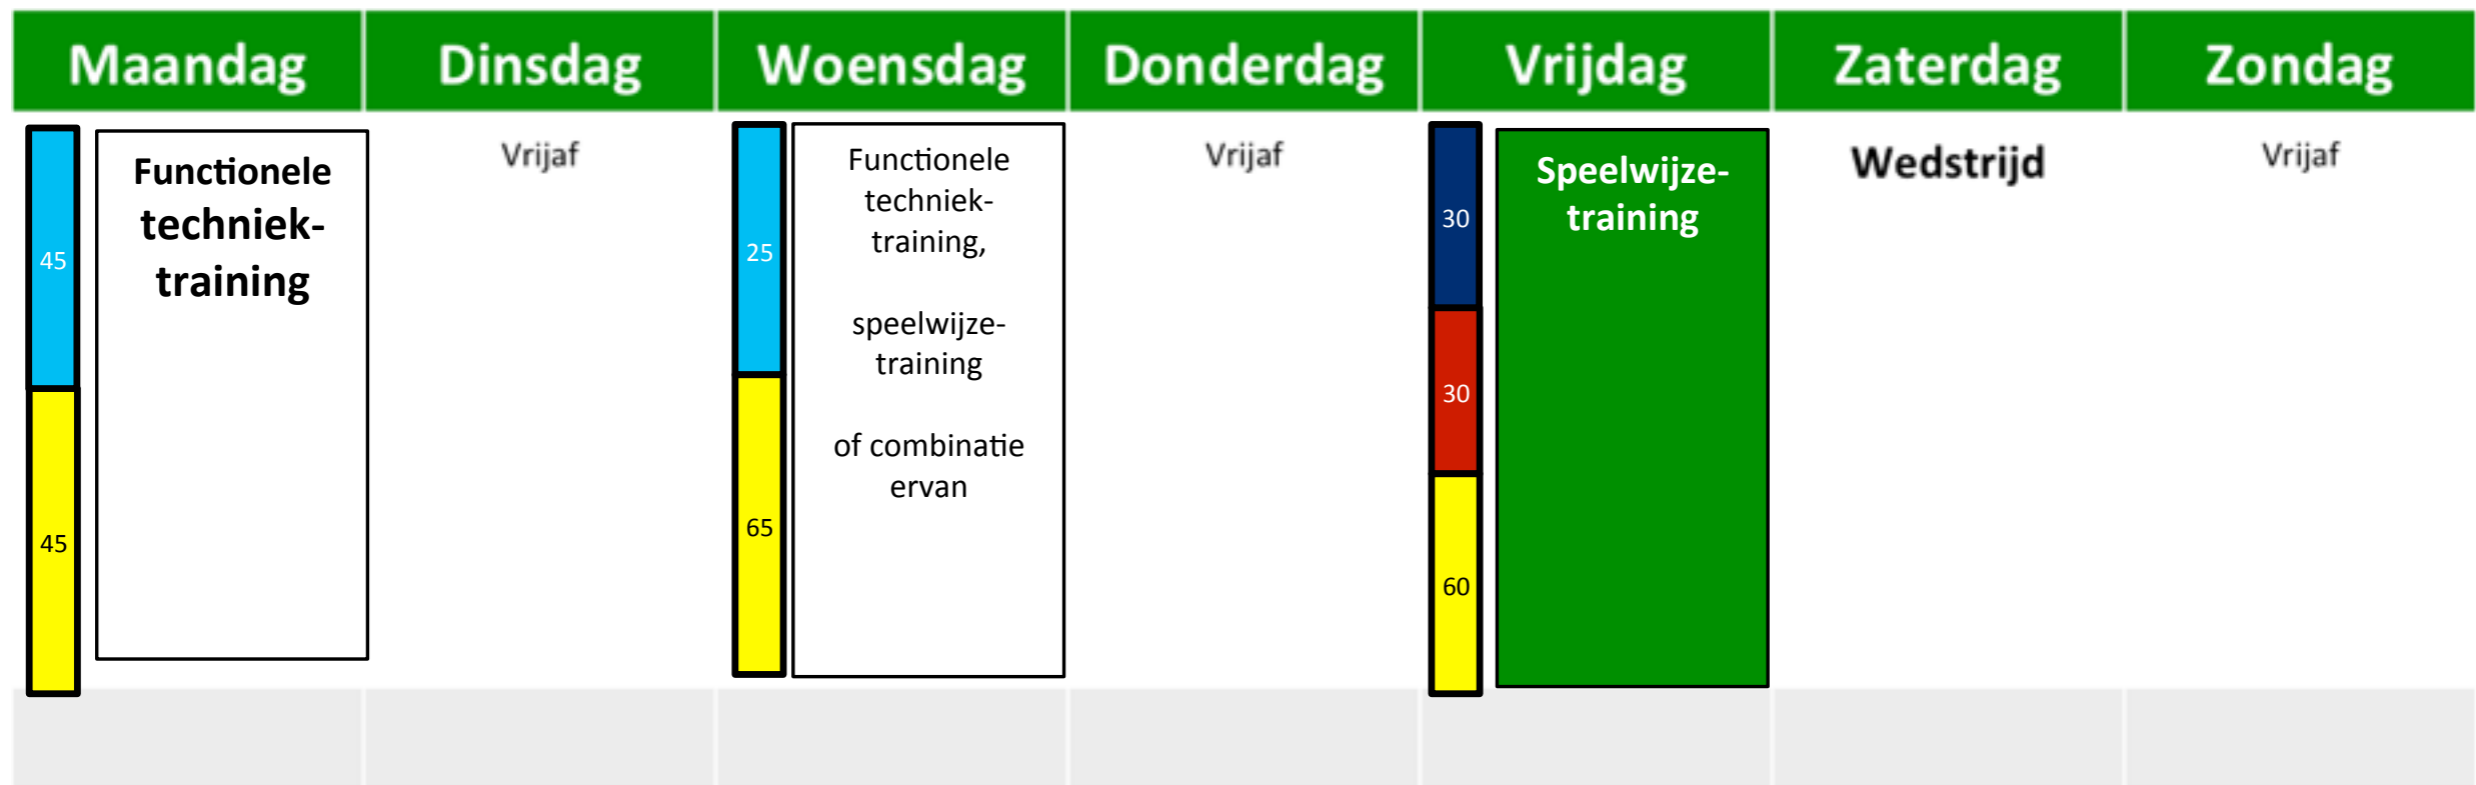 Maandag Dinsdag Woensdag Donderdag Vrijdag Zaterdag Zondag
45
45
Functionele
techniek-
training
Vrijaf
25
65
Functionele
techniek-
training,
speelwijze-
training
of combinatie
ervan
Vrijaf
30
30
60
Speelwijze-
training
Wedstrijd
Vrijaf